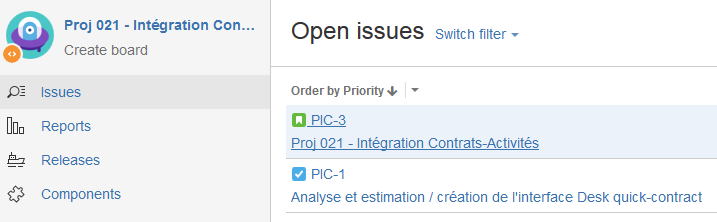 Proj 021 - Intégration Con...
Create board
Issues
Reports
Releases
Components
Open issues Switch filter
Order by Priority
PIC-3
Proj 021 - Intégration Contrats-Activités
PIC-1
Analyse et estimation / création de l'interface Desk quick-contract